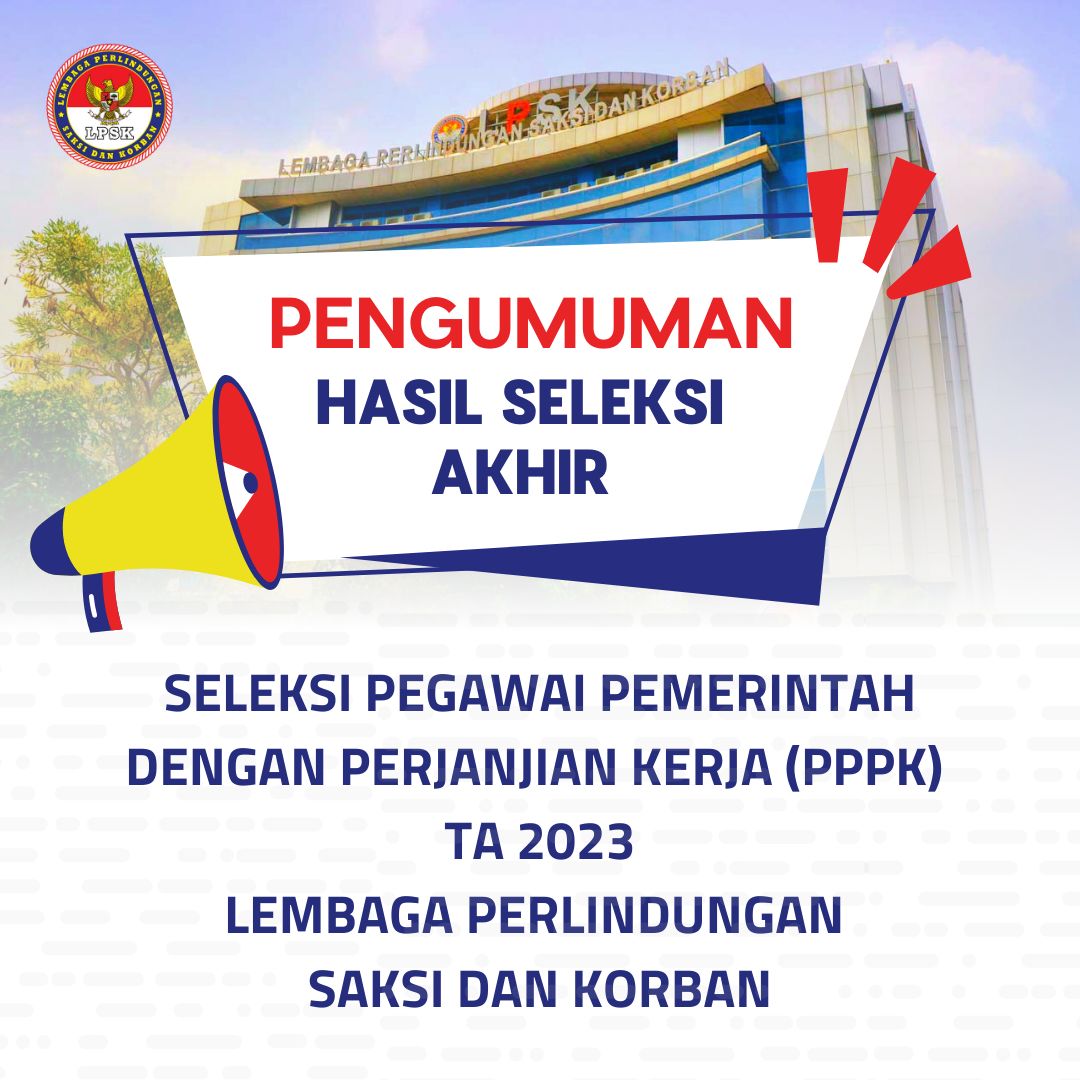 LEMBAGA PERLINDUNGAN
LPSK
SAKSI DAN KORBAN
LPSK
LEMBAGA PERLINDUNGAN SAKSI DAN KORBAN
PENGUMUMAN
HASIL SELEKSI
AKHIR
SELEKSI PEGAWAI PEMERINTAH
DENGAN PERJANJIAN KERJA (PPPK)
TA 2023
LEMBAGA PERLINDUNGAN
SAKSI DAN KORBAN